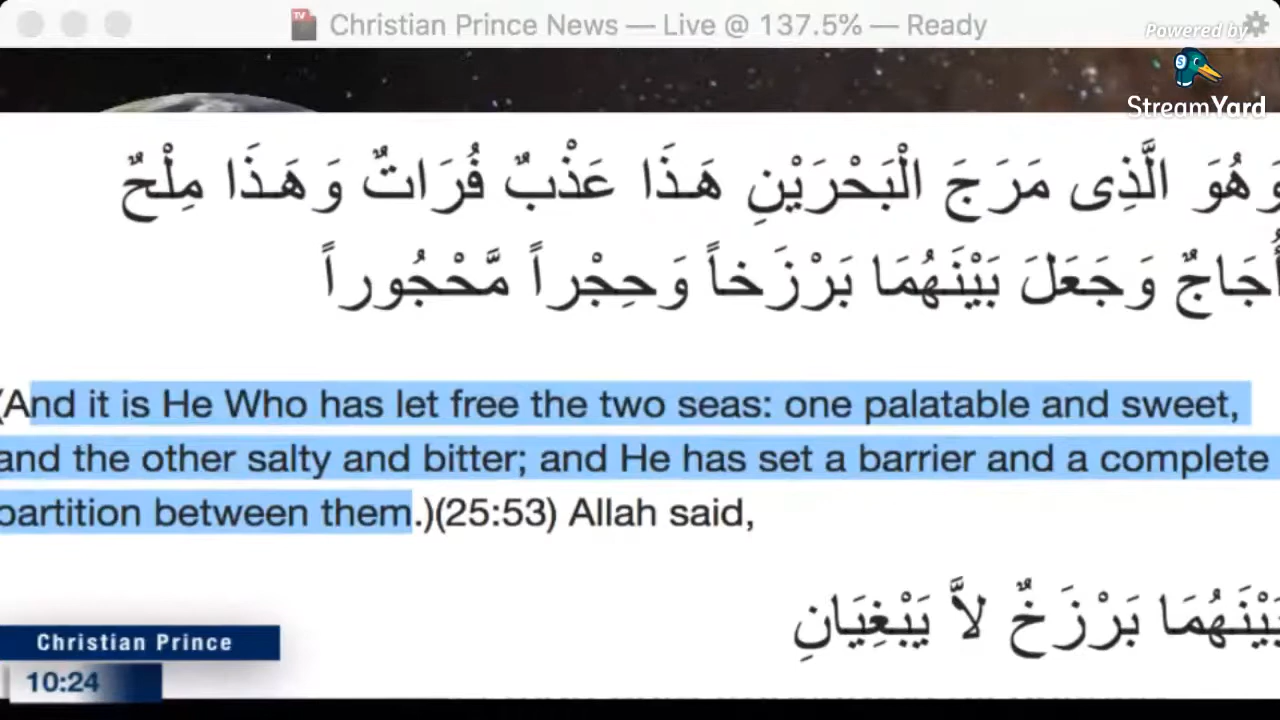 Christian Prince News — Live @ 137.5% — Ready
Powered by
StreamYard
وَهُوَ الَّذِى مَرَجَ الْبَحْرَيْنِ هَـذَا عَذْبٌ فُرَاتٌ وَهَـذَا مِلْحٌ
أُجَاجٌ وَجَعَلَ بَيْنَهُمَا بَرْزَخاً وَحِجْراً مَّحْجُوراً
(And it is He Who has let free the two seas: one palatable and sweet,
and the other salty and bitter; and He has set a barrier and a complete
partition between them.)(25:53) Allah said,
بَيْنَهُمَا بَرْزَخٌ لاَّ يَبْغِيَانِ
Christian Prince
10:24